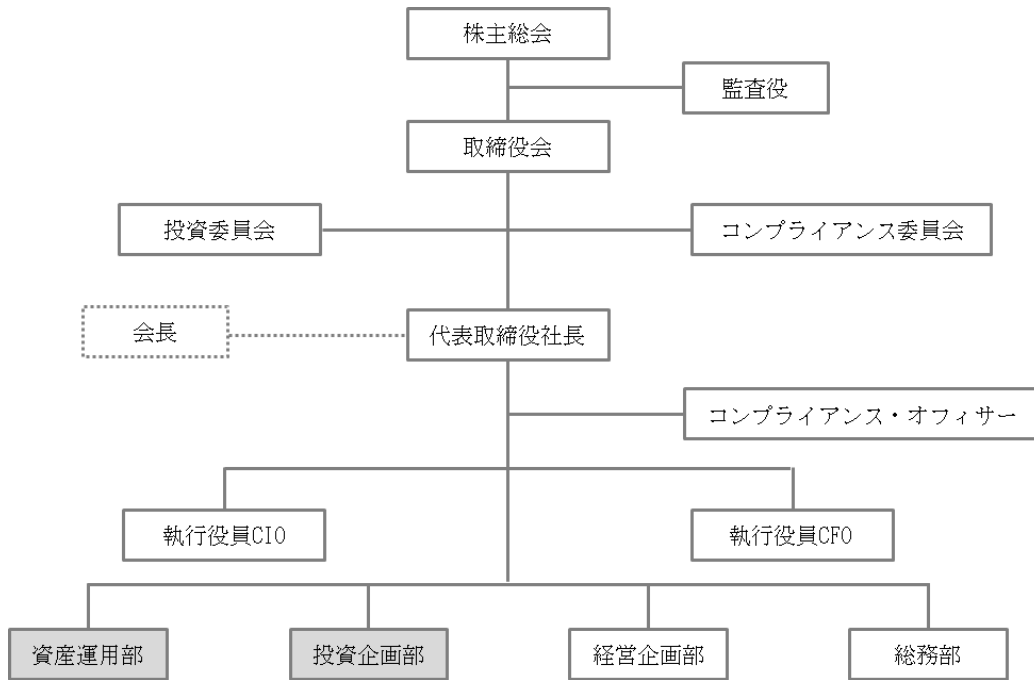 株主総会
監査役
取締役会
投資委員会
コンプライアンス委員会
会長
代表取締役社長
コンプライアンス・オフィサー
執行役員CIO
執行役員CFO
資産運用部
投資企画部
経営企画部
総務部